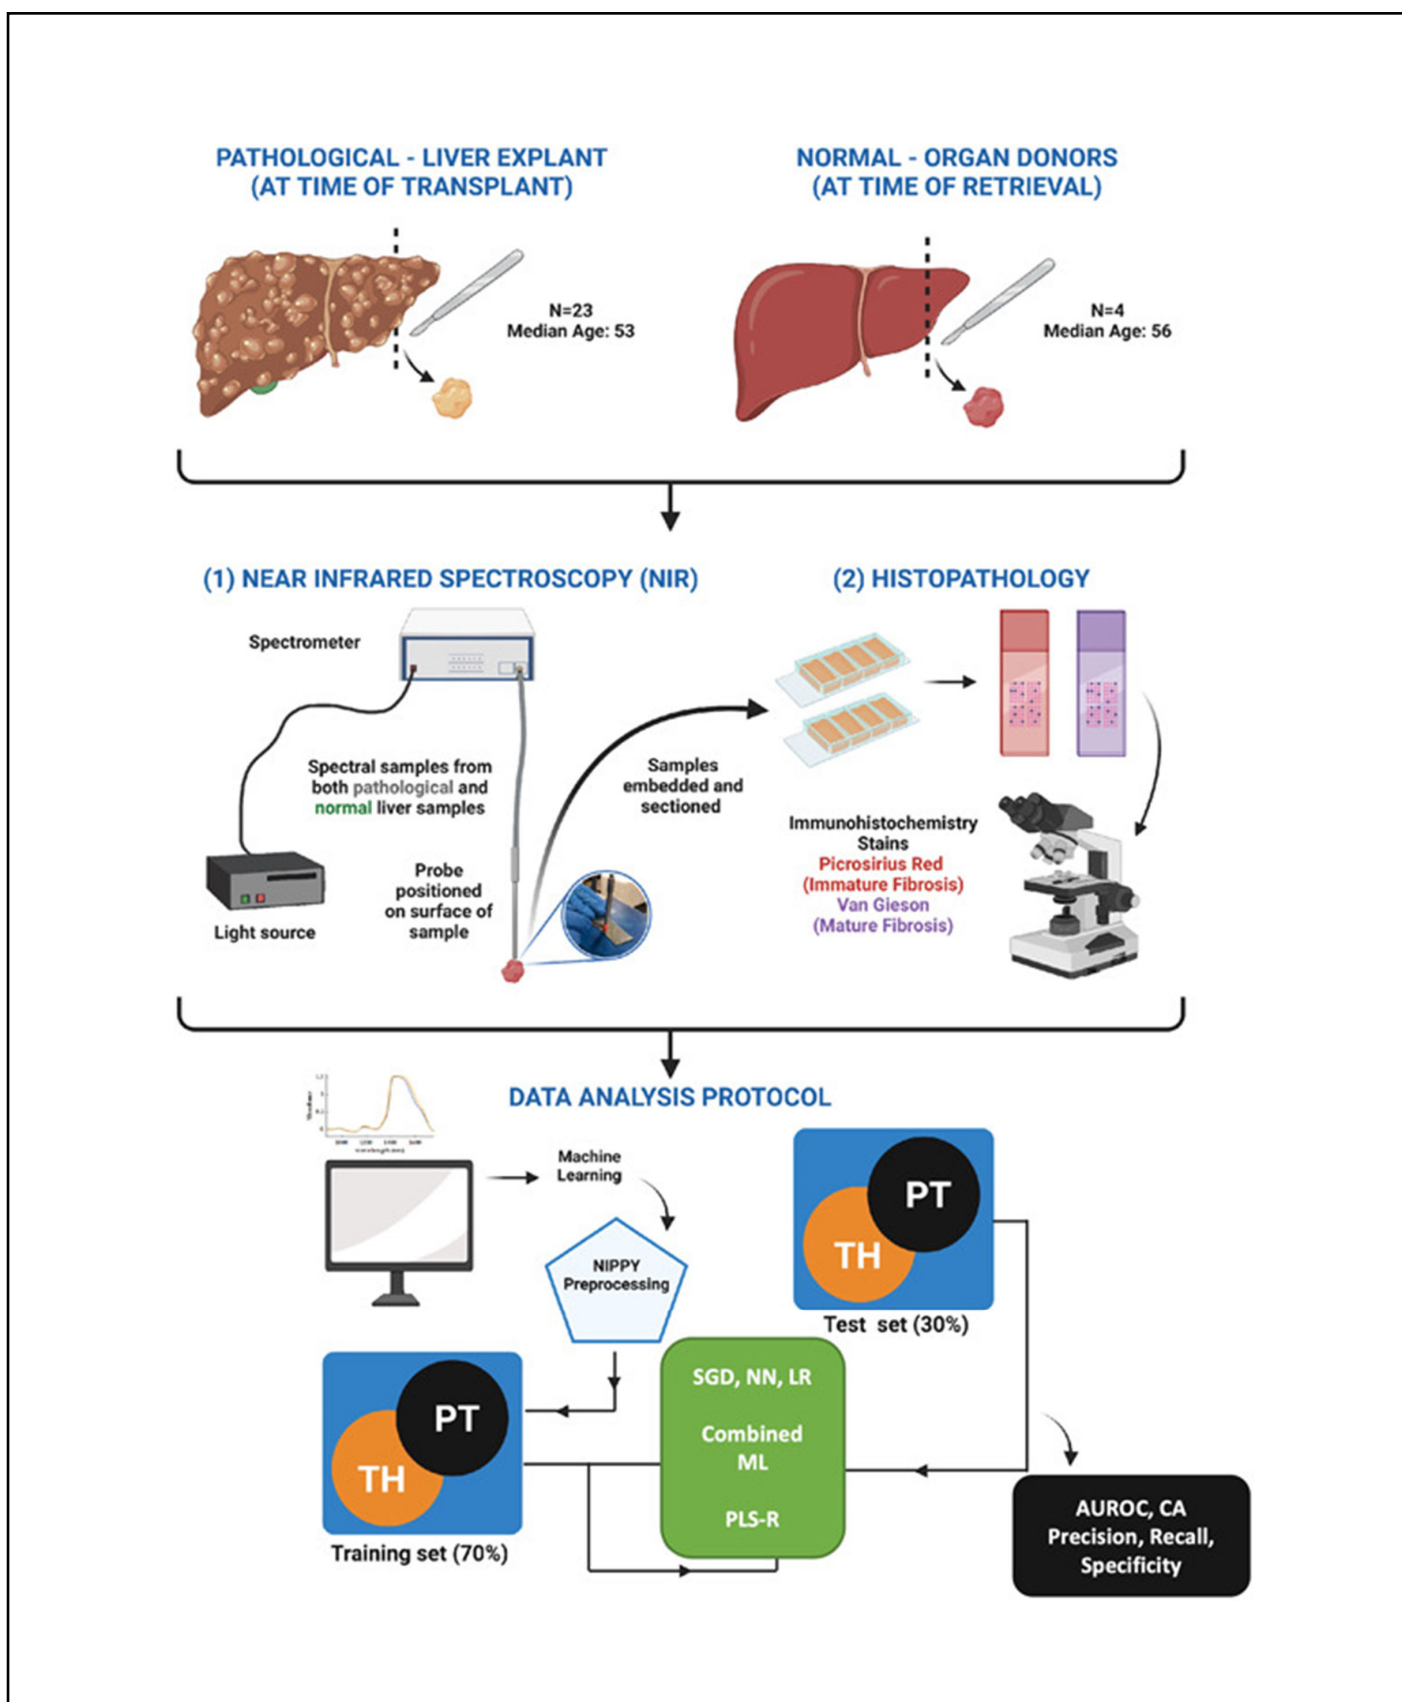 PATHOLOGICAL - LIVER EXPLANT
(AT TIME OF TRANSPLANT)
N=23
Median Age: 53
NORMAL - ORGAN DONORS
(AT TIME OF RETRIEVAL)
N=4
Median Age: 56
(1) NEAR INFRARED SPECTROSCOPY (NIR)
Spectrometer
Spectral samples from
both pathological and
normal liver samples
Light source
Probe
positioned
on surface of
sample
Samples
embedded and
sectioned
(2) HISTOPATHOLOGY
Immunohistochemistry
Stains
Picrosirius Red
(Immature Fibrosis)
Van Gieson
(Mature Fibrosis)
DATA ANALYSIS PROTOCOL
Machine
Learning
NIPPY
Preprocessing
PT
TH
Test set (30%)
PT
TH
Training set (70%)
SGD, NN, LR
Combined
ML
PLS-R
AUROC, CA
Precision, Recall,
Specificity